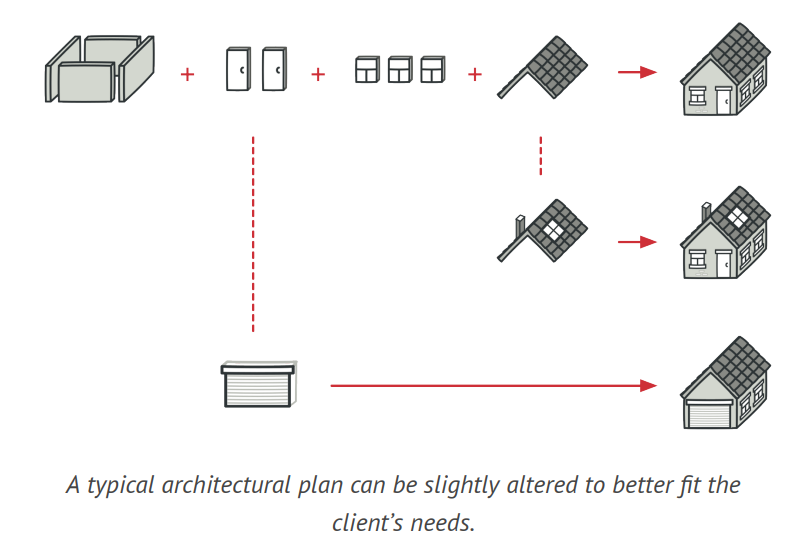 A typical architectural plan can be slightly altered to better fit the
client’s needs.